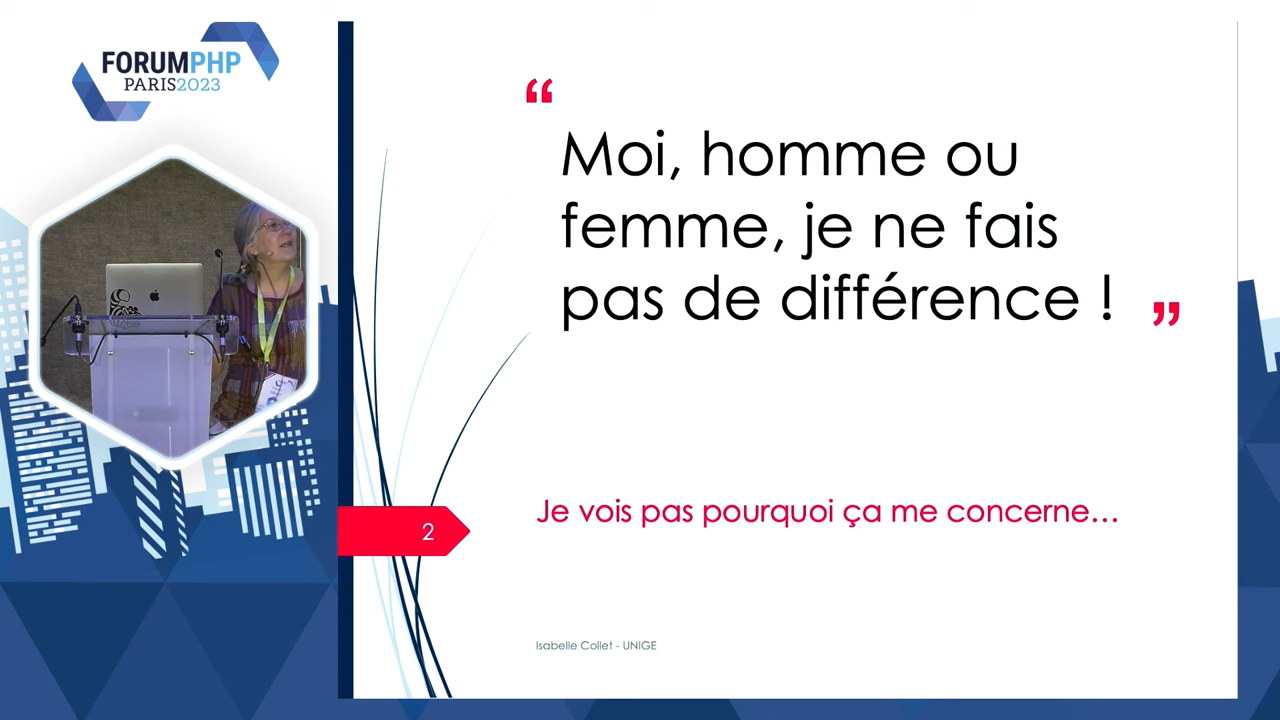 FORUMPHP
PARIS2023
“
Moi, homme ou
femme, je ne fais
pas de différence !
”
Je vois pas pourquoi ça me concerne...
2
Isabelle Collet - UNIGE